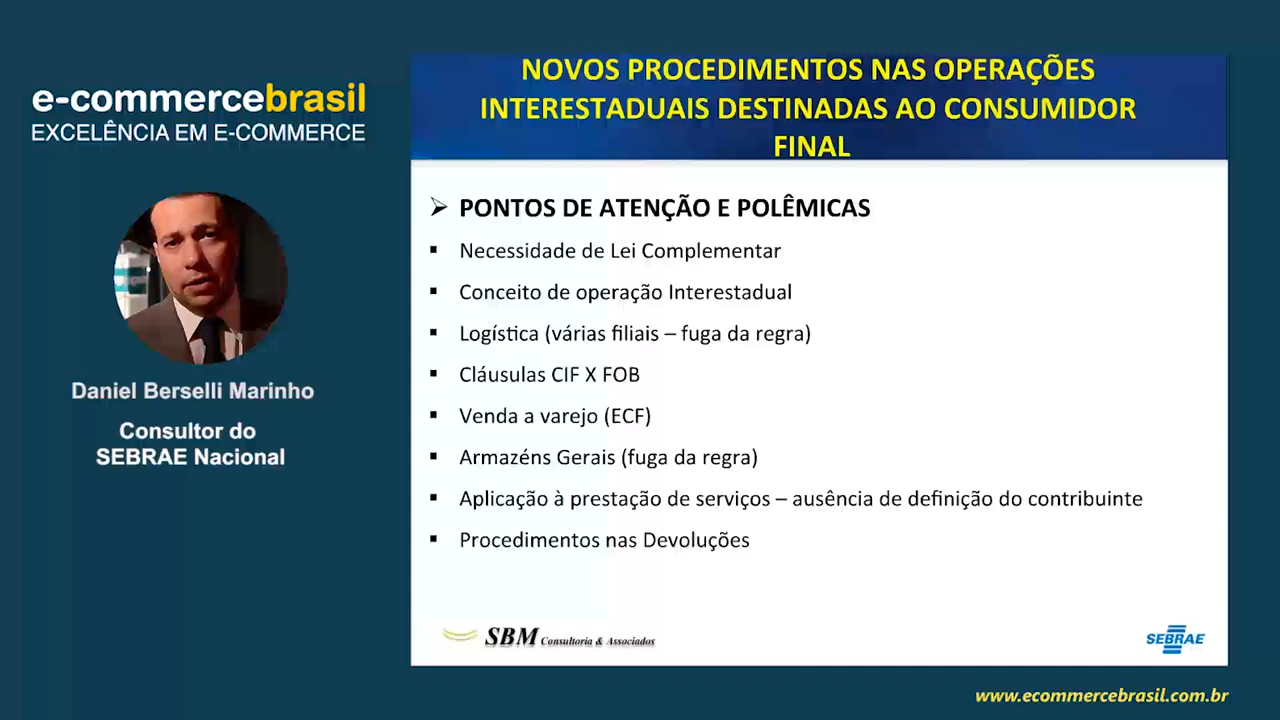 e-commercebrasil
EXCELÊNCIA EM E-COMMERCE
Daniel Berselli Marinho
Consultor do
SEBRAE Nacional
NOVOS PROCEDIMENTOS NAS OPERAÇÕES
INTERESTADUAIS DESTINADAS AO CONSUMIDOR
FINAL
PONTOS DE ATENÇÃO E POLÊMICAS
Necessidade de Lei Complementar
Conceito de operação Interestadual
Logística (várias filiais – fuga da regra)
Cláusulas CIF X FOB
Venda a varejo (ECF)
Armazéns Gerais (fuga da regra)
Aplicação à prestação de serviços – ausência de definição do contribuinte
Procedimentos nas Devoluções
SBM Consultoria & Associados
SEBRAE
www.ecommercebrasil.com.br